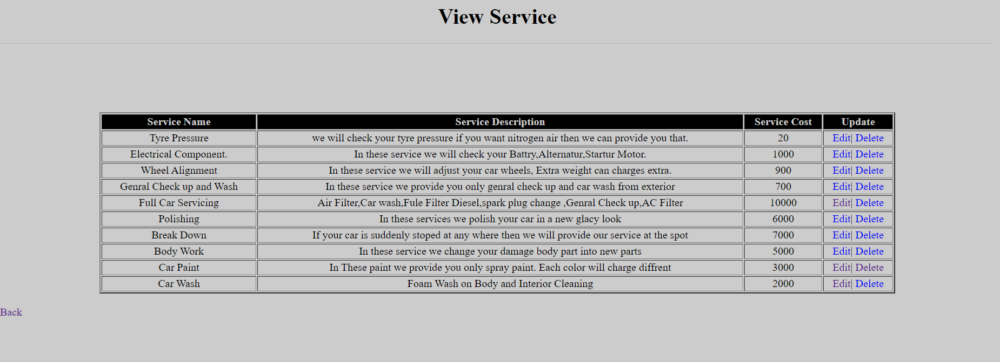 View Service
Service Name Service Description Service Cost Update
Tyre Pressure we will check your tyre pressure if you want nitrogen air then we can provide you that. 20 Edit| Delete
Electrical Component. In these service we will check your Battry,Alternatur,Startur Motor. 1000 Edit| Delete
Wheel Alignment In these service we will adjust your car wheels, Extra weight can charges extra. 900 Edit| Delete
Genral Check up and Wash In these service we provide you only genral check up and car wash from exterior 700 Edit| Delete
Full Car Servicing Air Filter,Car wash,Fule Filter Diesel,spark plug change ,Genral Check up,AC Filter 10000 Edit| Delete
Polishing In these services we polish your car in a new glacy look 6000 Edit| Delete
Break Down If your car is suddenly stoped at any where then we will provide our service at the spot 7000 Edit| Delete
Body Work In these service we change your damage body part into new parts 5000 Edit| Delete
Car Paint In These paint we provide you only spray paint. Each color will charge diffrent 3000 Edit| Delete
Car Wash Foam Wash on Body and Interior Cleaning 2000 Edit| Delete
Back